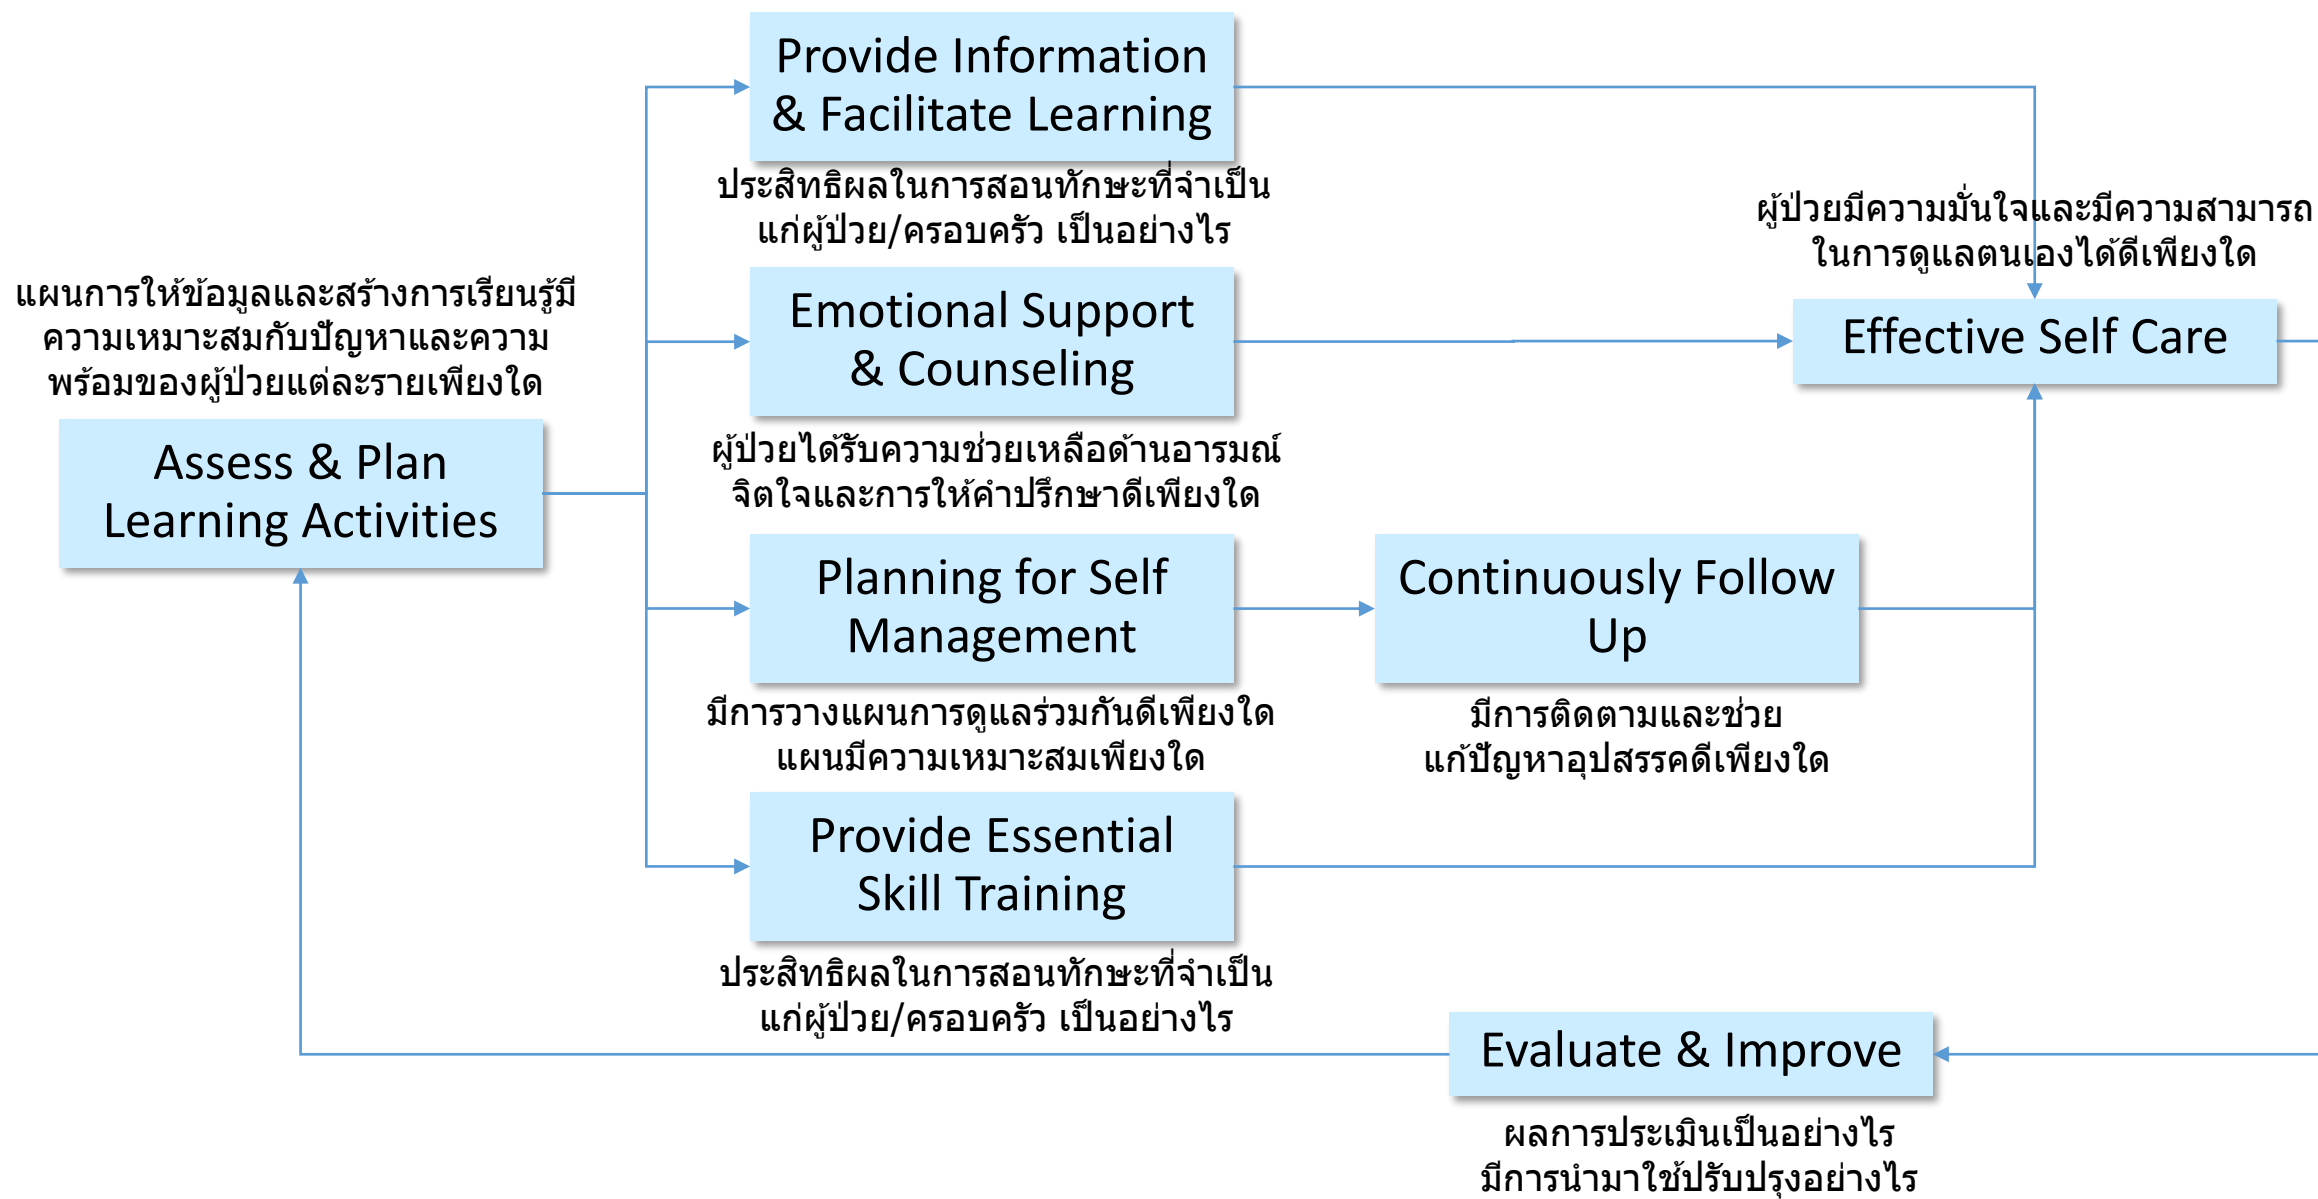 Provide Information
& Facilitate Learning
ประสิทธิผลในการสอนทักษะที่จำเป็น
แก่ผู้ป่วย/ครอบครัว เป็นอย่างไร
ผู้ป่วยมีความมั่นใจและมีความสามารถ
ในการดูแลตนเองได้ดีเพียงใด
แผนการให้ข้อมูลและสร้างการเรียนรู้มี
ความเหมาะสมกับปัญหาและความ
พร้อมของผู้ป่วยแต่ละรายเพียงใด
Emotional Support
& Counseling
Effective Self Care
Assess & Plan
Learning Activities
ผู้ป่วยได้รับความช่วยเหลือด้านอารมณ์
จิตใจและการให้คำปรึกษาดีเพียงใด
Planning for Self
Management
Continuously Follow
Up
มีการวางแผนการดูแลร่วมกันดีเพียงใด
แผนมีความเหมาะสมเพียงใด
มีการติดตามและช่วย
แก้ปัญหาอุปสรรคดีเพียงใด
Provide Essential
Skill Training
ประสิทธิผลในการสอนทักษะที่จำเป็น
แก่ผู้ป่วย/ครอบครัว เป็นอย่างไร
Evaluate & Improve
ผลการประเมินเป็นอย่างไร
มีการนำมาใช้ปรับปรุงอย่างไร